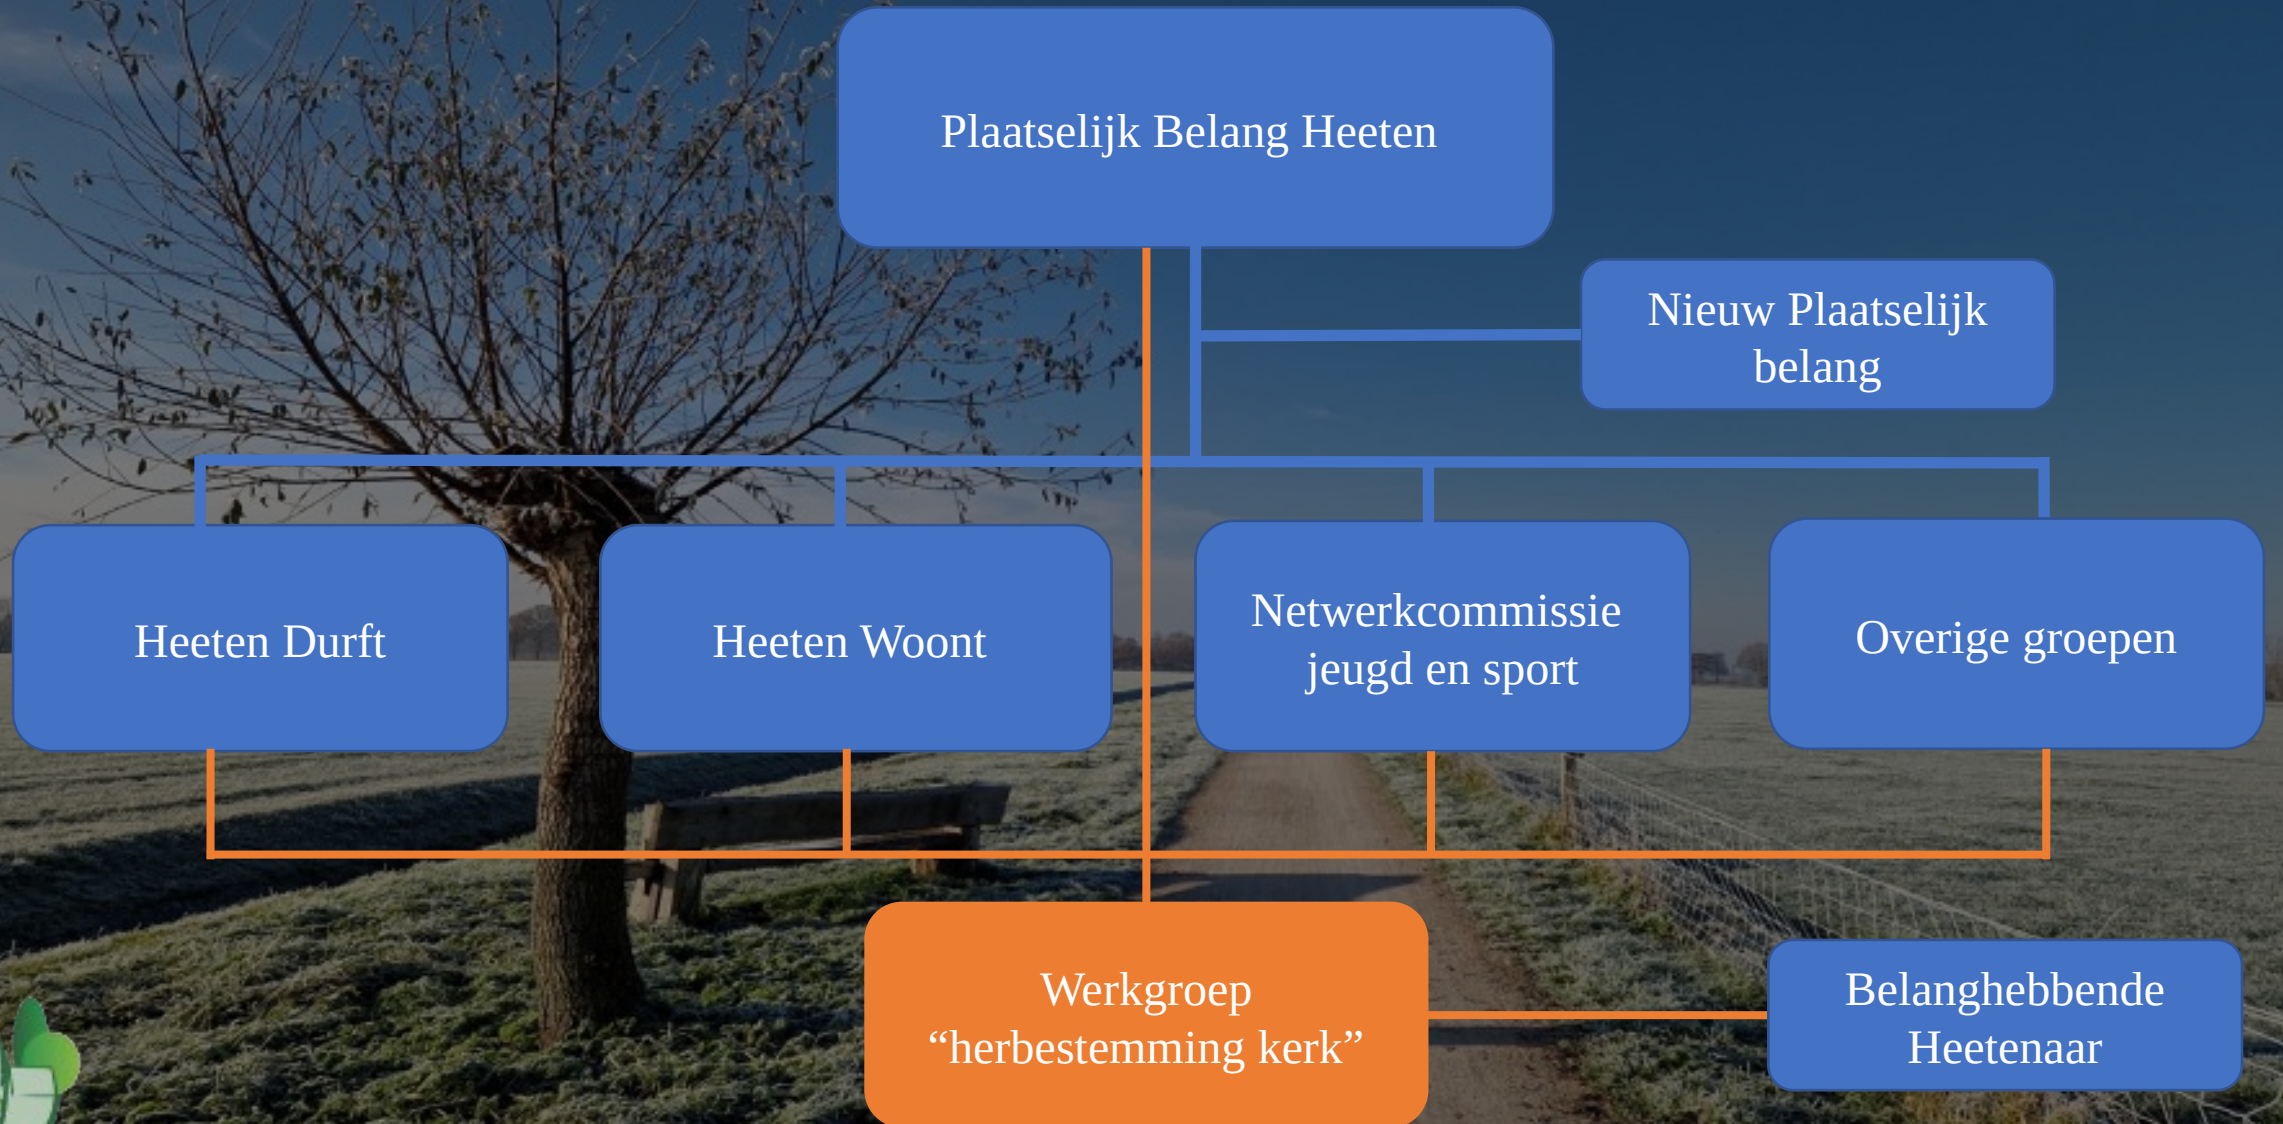 Plaatselijk Belang Heeten
Nieuw Plaatselijk
belang
Heeten Durft
Heeten Woont
Netwerkcommissie
jeugd en sport
Overige groepen
Werkgroep
“herbestemming kerk”
Belanghebbende
Heetenaar